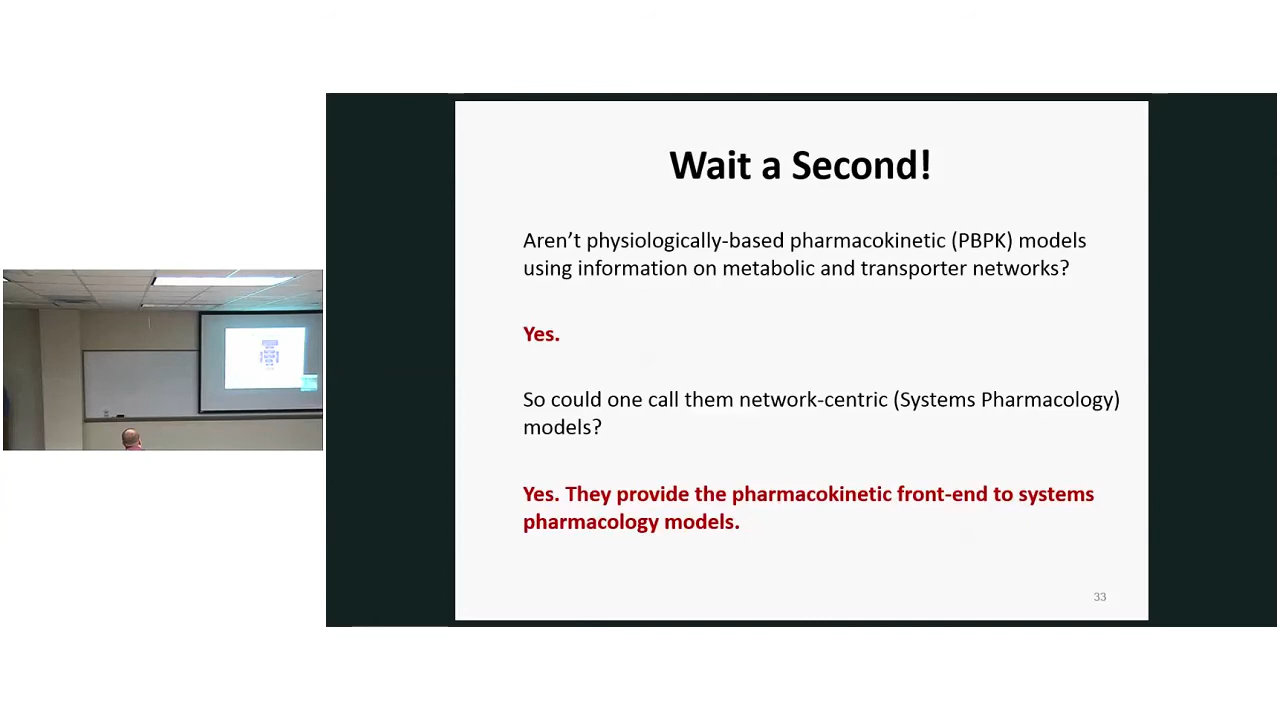 Wait a Second!
Aren’t physiologically-based pharmacokinetic (PBPK) models
using information on metabolic and transporter networks?
Yes.
So could one call them network-centric (Systems Pharmacology)
models?
Yes. They provide the pharmacokinetic front-end to systems
pharmacology models.
33